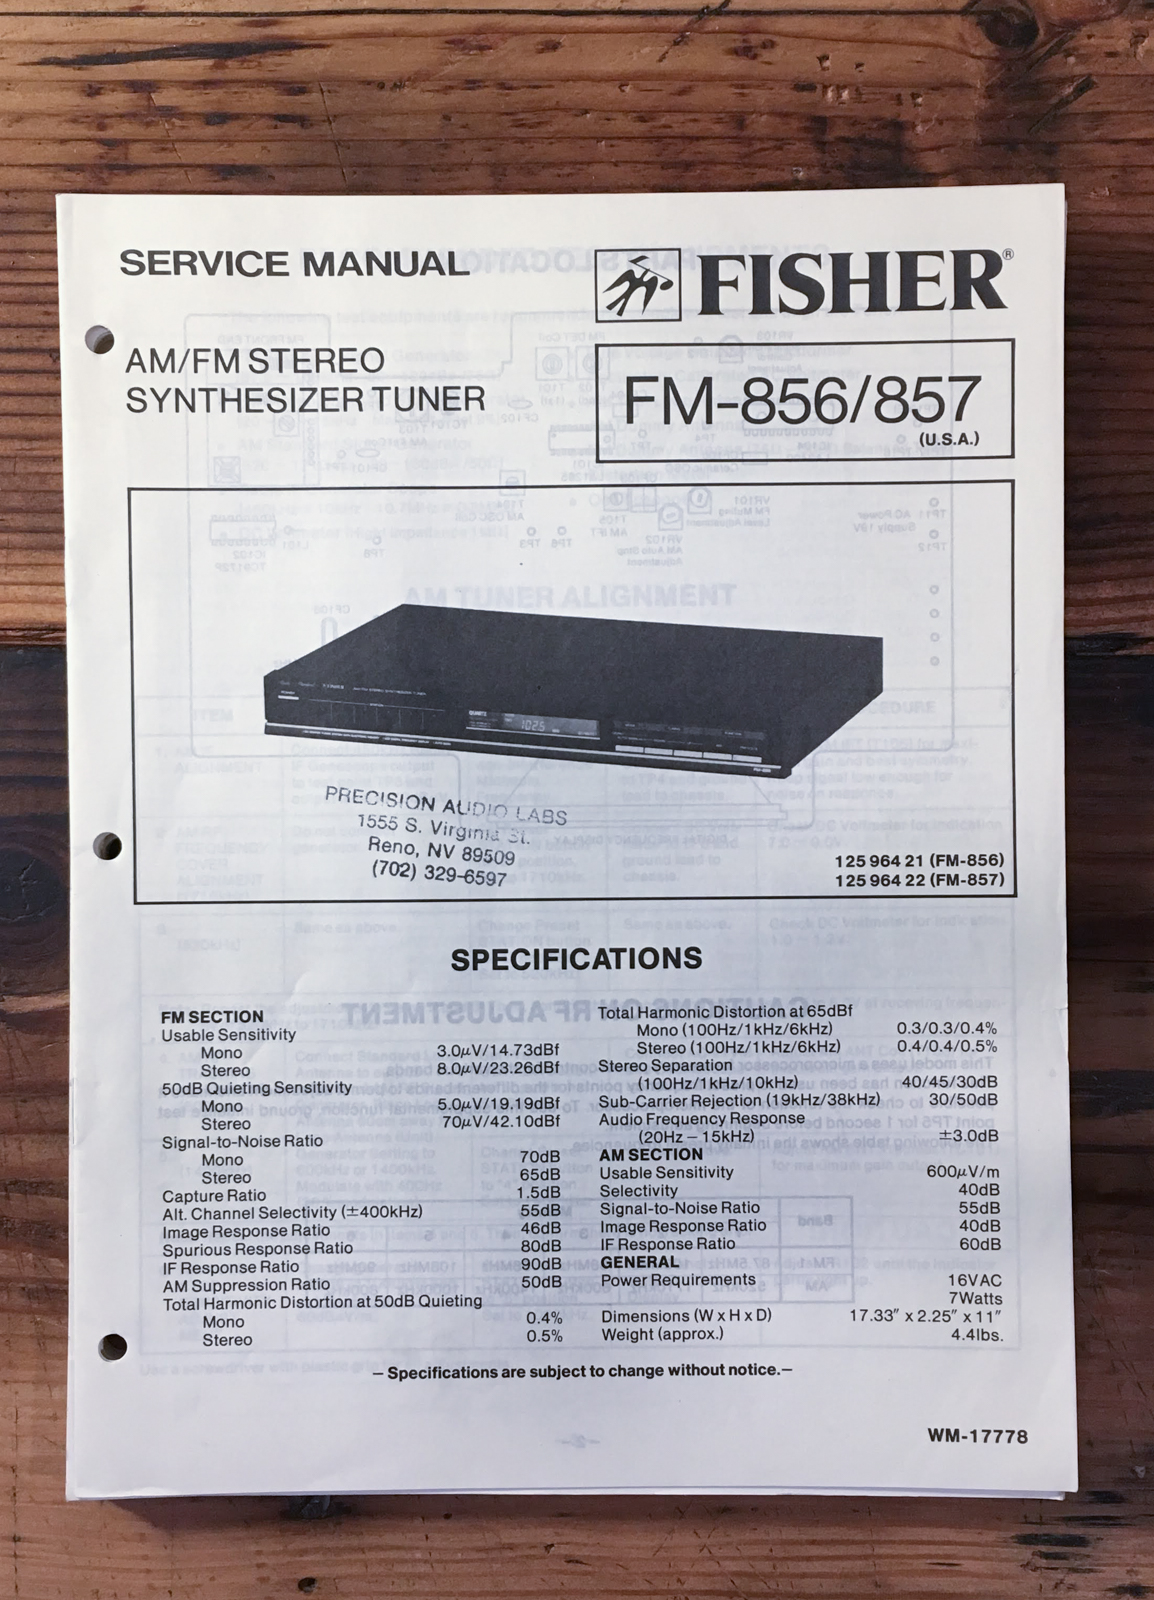 SERVICE MANUAL
FISHER®
AM/FM STEREO
SYNTHESIZER TUNER
FM-856/857
(U.S.A.)
FISHER
QUARTZ
102.5
PRECISION AUDIO LABS
1555 S. Virginia St.
Reno, NV 89509
(702) 329-6597
125 964 21 (FM-856)
125 964 22 (FM-857)
SPECIFICATIONS
FM SECTION
Usable Sensitivity
Mono 3.0µV/14.73dBf
Stereo 8.0µV/23.26dBf
50dB Quieting Sensitivity
Mono 5.0µV/19.19dBf
Stereo 70µV/42.10dBf
Signal-to-Noise Ratio
Mono 70dB
Stereo 65dB
Capture Ratio 1.5dB
Alt. Channel Selectivity (±400kHz) 55dB
Image Response Ratio 46dB
Spurious Response Ratio 80dB
IF Response Ratio 90dB
AM Suppression Ratio 50dB
Total Harmonic Distortion at 50dB Quieting
Mono 0.4%
Stereo 0.5%
Total Harmonic Distortion at 65dBf
Mono (100Hz/1kHz/6kHz) 0.3/0.3/0.4%
Stereo (100Hz/1kHz/6kHz) 0.4/0.4/0.5%
Stereo Separation
(100Hz/1kHz/10kHz) 40/45/30dB
Sub-Carrier Rejection (19kHz/38kHz) 30/50dB
Audio Frequency Response
(20Hz – 15kHz) ±3.0dB
AM SECTION
Usable Sensitivity 600µV/m
Selectivity 40dB
Signal-to-Noise Ratio 55dB
Image Response Ratio 40dB
IF Response Ratio 60dB
GENERAL
Power Requirements 16VAC
7Watts
Dimensions (W x H x D) 17.33" x 2.25" x 11"
Weight (approx.) 4.4lbs.
– Specifications are subject to change without notice.–
WM-17778